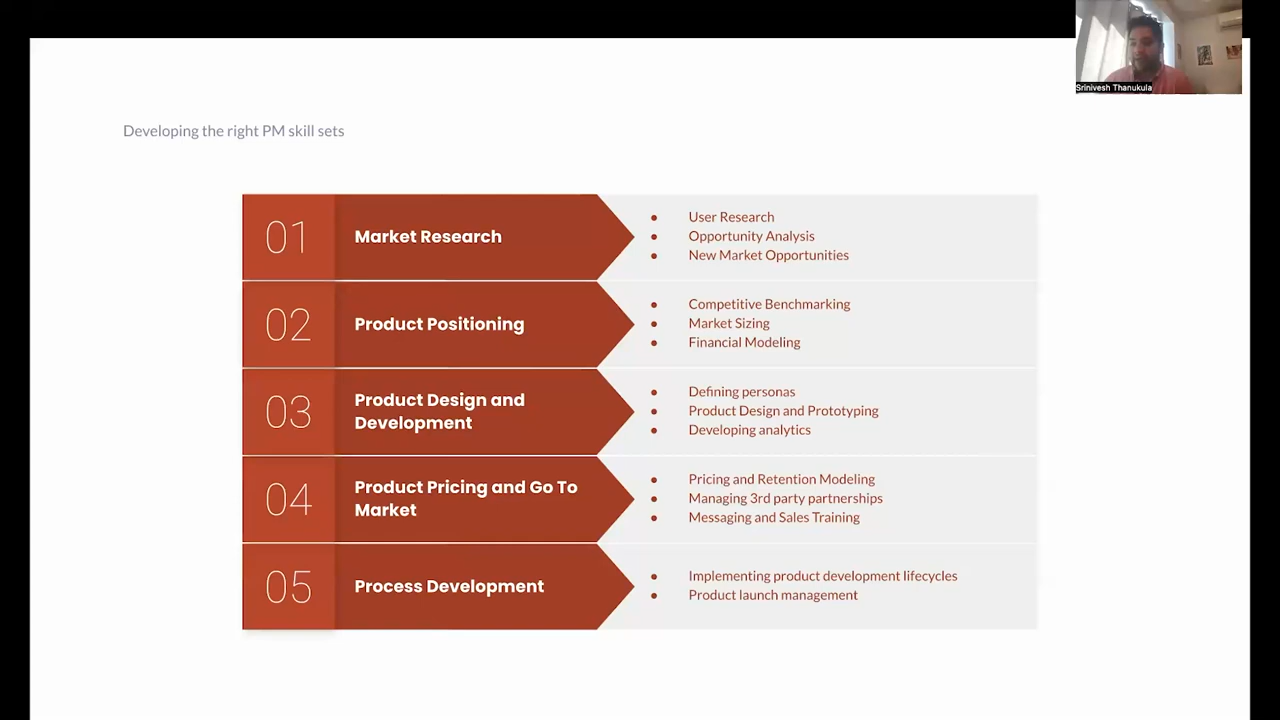 Srinivesh Thanukula
Developing the right PM skill sets
01
Market Research
● User Research
● Opportunity Analysis
● New Market Opportunities
02
Product Positioning
● Competitive Benchmarking
● Market Sizing
● Financial Modeling
03
Product Design and
Development
● Defining personas
● Product Design and Prototyping
● Developing analytics
04
Product Pricing and Go To
Market
● Pricing and Retention Modeling
● Managing 3rd party partnerships
● Messaging and Sales Training
05
Process Development
● Implementing product development lifecycles
● Product launch management